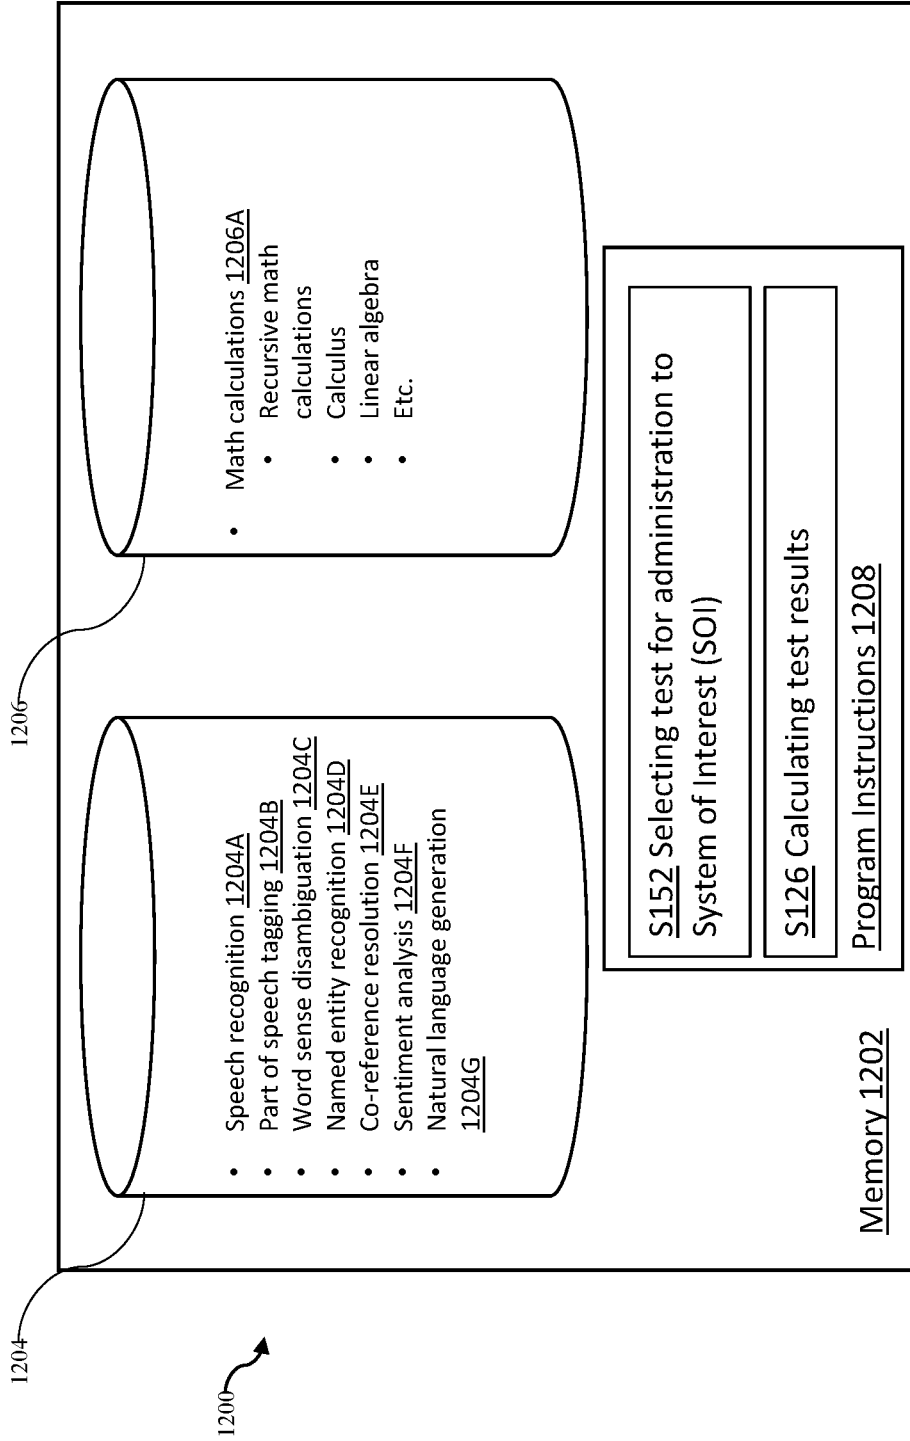 1200
1204
1206
• Speech recognition 1204A
• Part of speech tagging 1204B
• Word sense disambiguation 1204C
• Named entity recognition 1204D
• Co-reference resolution 1204E
• Sentiment analysis 1204F
• Natural language generation
1204G
• Math calculations 1206A
• Recursive math
calculations
• Calculus
• Linear algebra
• Etc.
S152 Selecting test for administration to
System of Interest (SOI)
S126 Calculating test results
Program Instructions 1208
Memory 1202